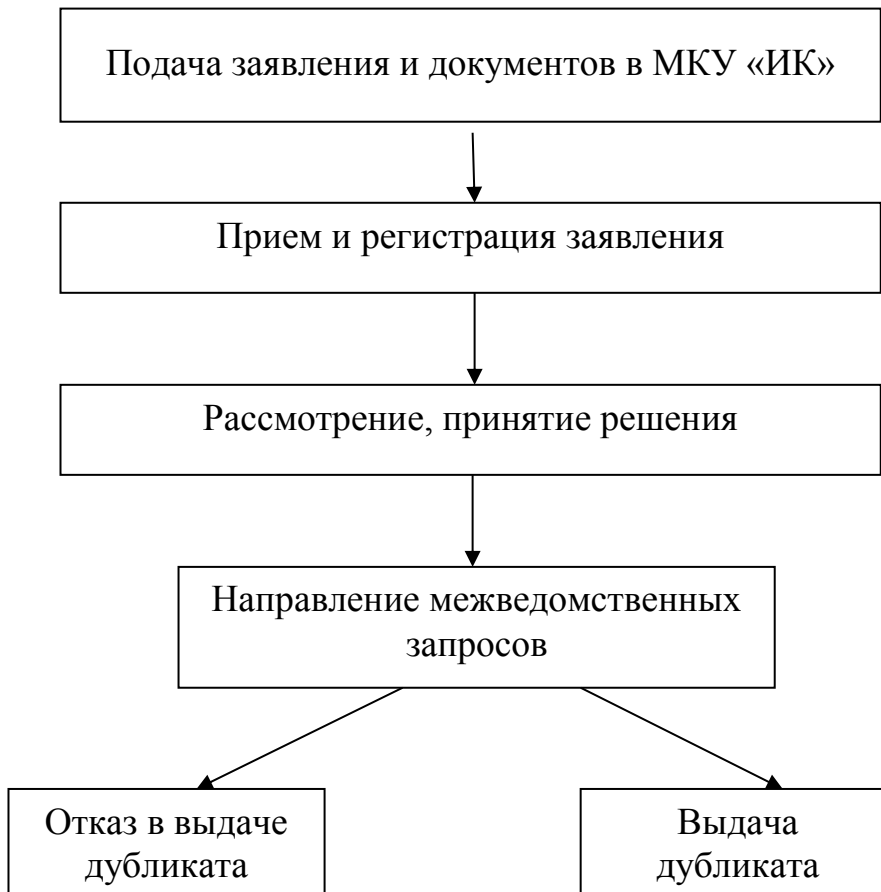 Подача заявления и документов в МКУ «ИК»
Прием и регистрация заявления
Рассмотрение, принятие решения
Направление межведомственных
запросов
Отказ в выдаче
дубликата
Выдача
дубликата